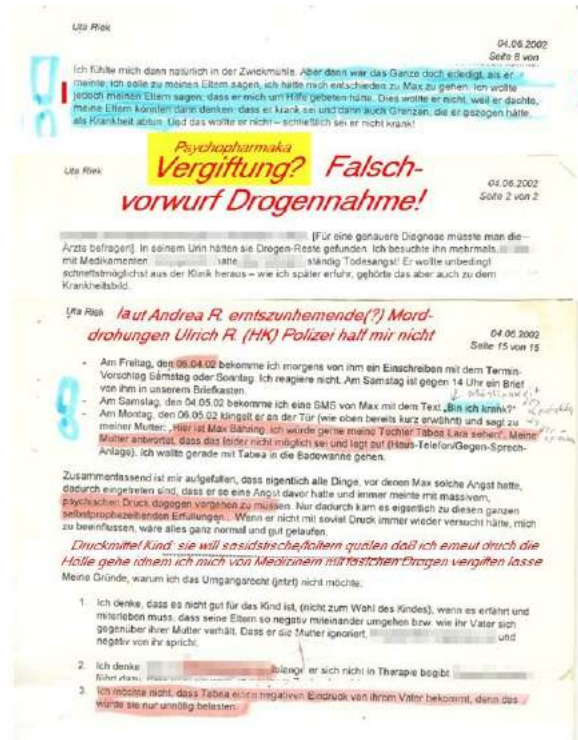 Uta Riek
04.06.2002
Seite 8 von
Ich fühlte mich dann natürlich in der Zwickmühle. Aber dann war das Ganze doch erledigt, als er
meinte, ich solle zu meinen Eltern sagen, ich hätte mich entschieden zu Max zu gehen. Ich wollte
jedoch meinen Eltern sagen, dass er mich um Hilfe gebeten hätte. Dies wollte er nicht, weil er dachte,
meine Eltern könnten dann denken, dass er krank sei und dann auch Grenzen, die er gezogen hätte,
als Krankheit abtun. Und das wollte er nicht – schließlich sei er nicht krank!
Psychopharmaka
Vergiftung? Falsch-
vorwurf Drogennahme!
Uta Riek
04.06.2002
Seite 2 von 2
[Für eine genauere Diagnose müsste man die
Ärzte befragen]. In seinem Urin hätten sie Drogen-Reste gefunden. Ich besuchte ihn mehrmals,
mit Medikamenten hatte ständig Todesangst! Er wollte unbedingt
schnellstmöglichst aus der Klinik heraus – wie ich später erfuhr, gehörte das aber auch zu dem
Krankheitsbild.
Uta Riek
laut Andrea R. erntszunhemende(?) Mord-
drohungen Ulrich R. (HK) Polizei half mir nicht
04.06.2002
Seite 15 von 15
- Am Freitag, den 06.04.02 bekomme ich morgens von ihm ein Einschreiben mit dem Termin-
Vorschlag Samstag oder Sonntag. Ich reagiere nicht. Am Samstag ist gegen 14 Uhr ein Brief
von ihm in unserem Briefkasten.
- Am Samstag, den 04.05.02 bekomme ich eine SMS von Max mit dem Text „Bin ich krank?“
- Am Montag, den 06.05.02 klingelt er an der Tür (wie oben bereits kurz erwähnt) und sagt zu
meiner Mutter: „Hier ist Max Bähring. Ich würde gerne meine Tochter Tabea Lara sehen“. Meine
Mutter antwortet, dass das leider nicht möglich sei und legt auf (Haus-Telefon/Gegen-Sprech-
Anlage). Ich wollte gerade mit Tabea in die Badewanne gehen.
Zusammenfassend ist mir aufgefallen, dass eigentlich alle Dinge, vor denen Max solche Angst hatte,
dadurch eingetreten sind, dass er so eine Angst davor hatte und immer meinte mit massivem,
psychischen Druck dagegen vorgehen zu müssen. Nur dadurch kam es eigentlich zu diesen ganzen
selbstprophezeihenden Erfüllungen. Wenn er nicht mit soviel Druck immer wieder versucht hätte, mich
zu beeinflussen, wäre alles ganz normal und gut gelaufen.
Druckmittel Kind: sie will sasidstische/foltern quälen daß ich erneut druch die
Hölle gehe idnem ich mich von Medizinern mit faslchen Drogen vergiften lasse
Meine Gründe, warum ich das Umgangsrecht (jetzt) nicht möchte:
1. Ich denke, dass es nicht gut für das Kind ist, (nicht zum Wohl des Kindes), wenn es erfährt und
miterleben muss, dass seine Eltern so negativ miteinander umgehen bzw. wie ihr Vater sich
gegenüber ihrer Mutter verhält. Dass er die Mutter ignoriert, und
negativ von ihr spricht.
2. Ich denke solange er sich nicht in Therapie begibt
3. Ich möchte nicht, dass Tabea einen negativen Eindruck von ihrem Vater bekommt, denn das
würde sie nur unnötig belasten.